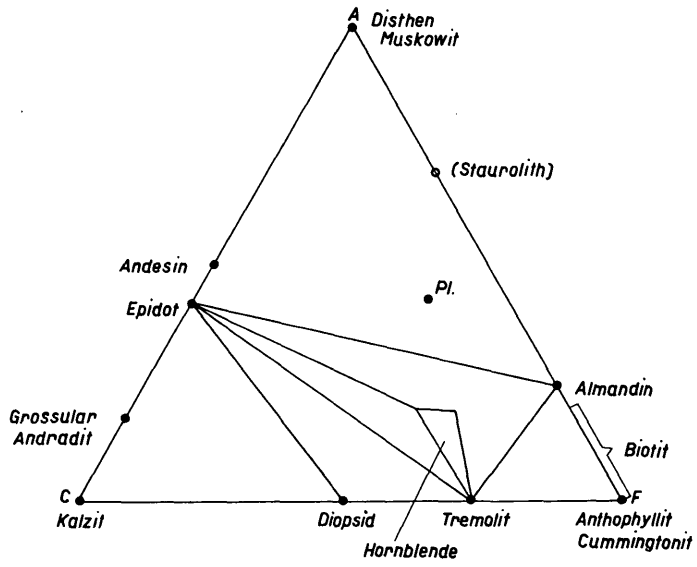 A Disthen
Muskowit
(Staurolith)
Andesin
Pl.
Epidot
Almandin
Grossular
Andradit
Biotit
C
F
Kalzit
Diopsid
Tremolit
Anthophyllit
Cummingtonit
Hornblende